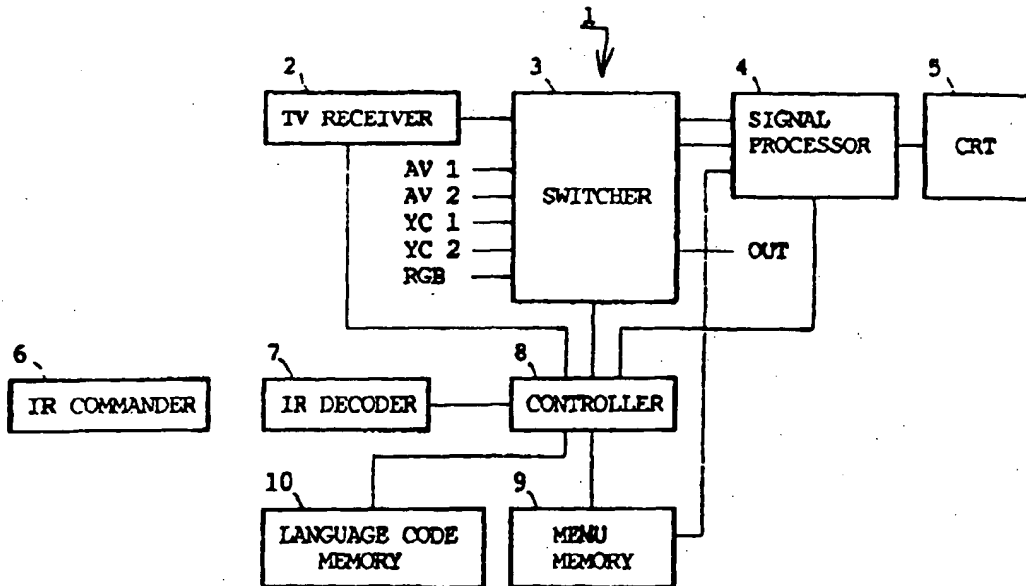 1
2
3
4
5
TV RECEIVER
SWITCHER
SIGNAL
PROCESSOR
CRT
AV 1
AV 2
YC 1
YC 2
RGB
OUT
6
7
8
IR COMMANDER
IR DECODER
CONTROLLER
10
9
LANGUAGE CODE
MEMORY
MENU
MEMORY